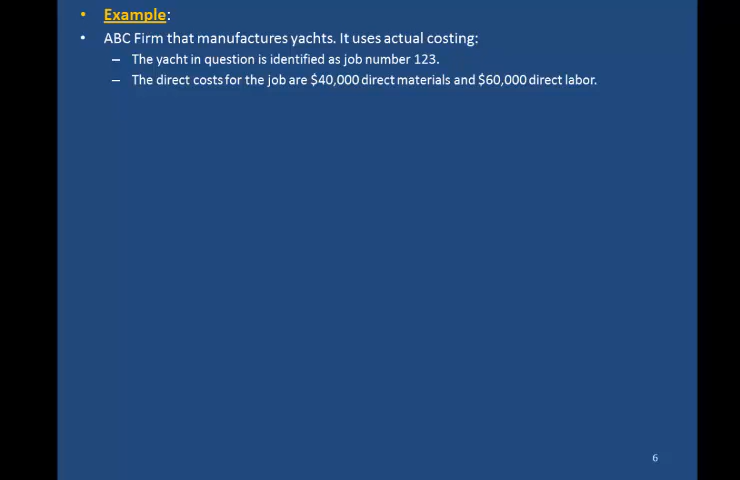 • Example:
• ABC Firm that manufactures yachts. It uses actual costing:
– The yacht in question is identified as job number 123.
– The direct costs for the job are $40,000 direct materials and $60,000 direct labor.
6